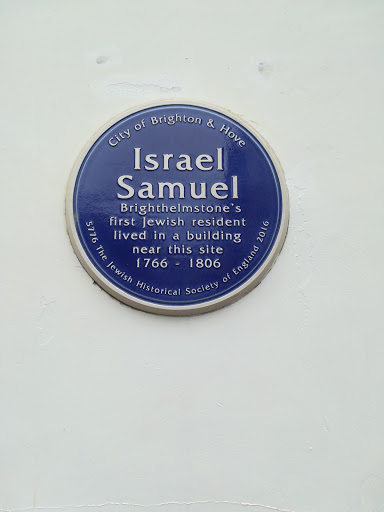 City of Brighton & Hove
Israel
Samuel
Brighthelmstone's
first Jewish resident
lived in a building
near this site
1766 - 1806
5776 The Jewish Historical Society of England 2016